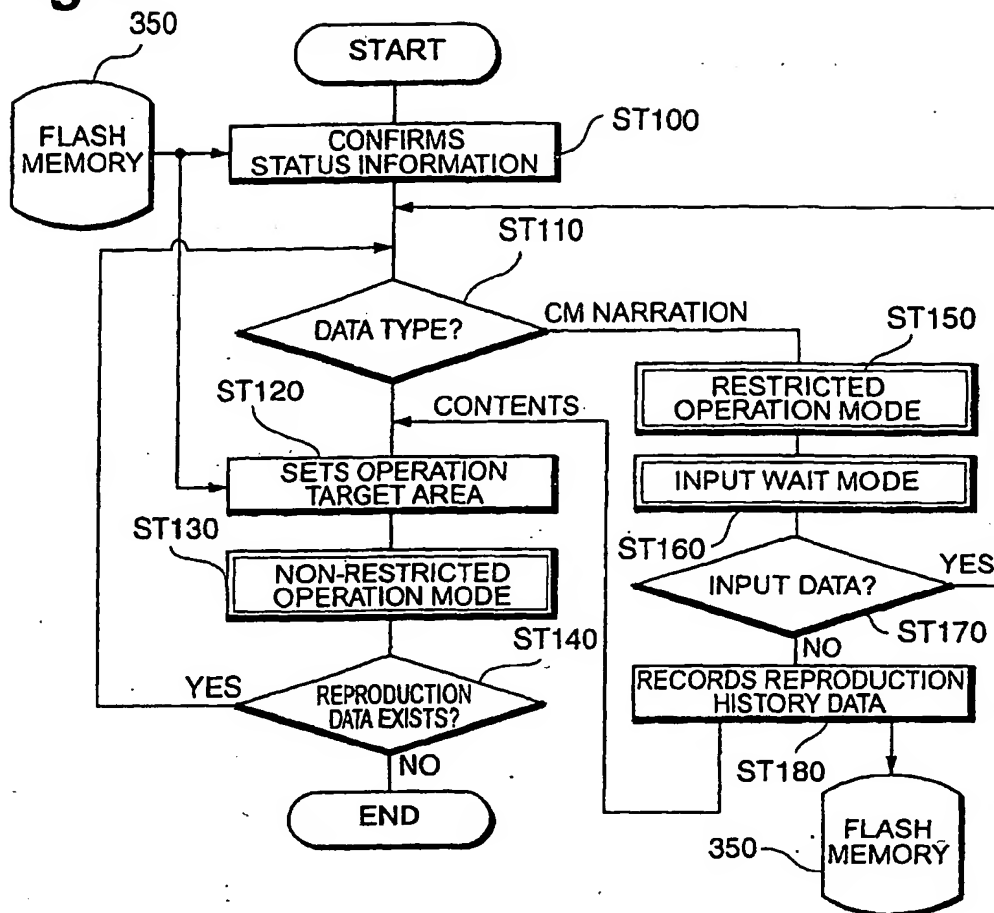 g
350
START
FLASH
MEMORY
CONFIRMS
STATUS INFORMATION
ST100
ST110
DATA TYPE?
CM NARRATION
ST150
RESTRICTED
OPERATION MODE
ST120
CONTENTS
SETS OPERATION
TARGET AREA
INPUT WAIT MODE
ST130
ST160
NON-RESTRICTED
OPERATION MODE
INPUT DATA?
YES
ST170
ST140
NO
YES
REPRODUCTION
DATA EXISTS?
RECORDS REPRODUCTION
HISTORY DATA
NO
ST180
END
FLASH
MEMORY
350